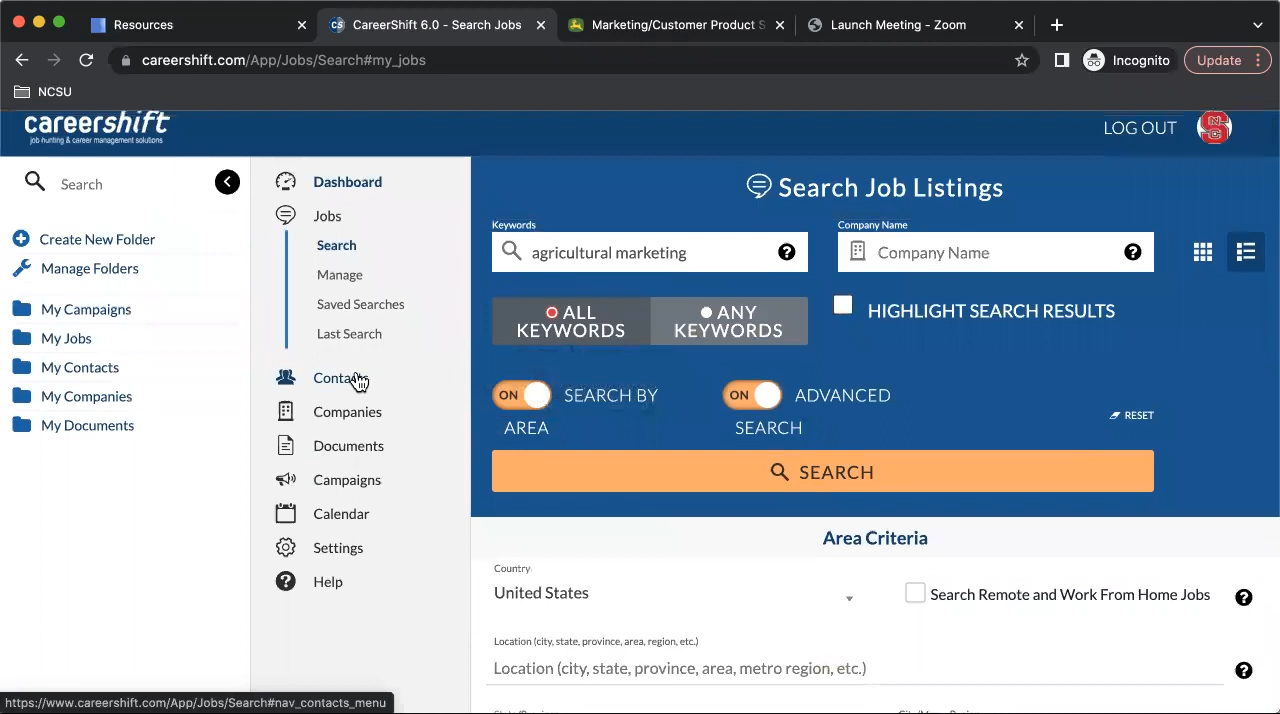 Resources
CareerShift 6.0 - Search Jobs
Marketing/Customer Product S
Launch Meeting - Zoom
careershift.com/App/Jobs/Search#my_jobs
Incognito
Update
NCSU
careershift
job hunting & career management solutions
LOG OUT
Search
Create New Folder
Manage Folders
My Campaigns
My Jobs
My Contacts
My Companies
My Documents
Dashboard
Jobs
Search
Manage
Saved Searches
Last Search
Contacts
Companies
Documents
Campaigns
Calendar
Settings
Help
Search Job Listings
Keywords
agricultural marketing
Company Name
Company Name
ALL
KEYWORDS
ANY
KEYWORDS
HIGHLIGHT SEARCH RESULTS
ON
SEARCH BY
AREA
ON
ADVANCED
SEARCH
RESET
SEARCH
Area Criteria
Country
United States
Search Remote and Work From Home Jobs
Location (city, state, province, area, region, etc.)
Location (city, state, province, area, metro region, etc.)
https://www.careershift.com/App/Jobs/Search#nav_contacts_menu